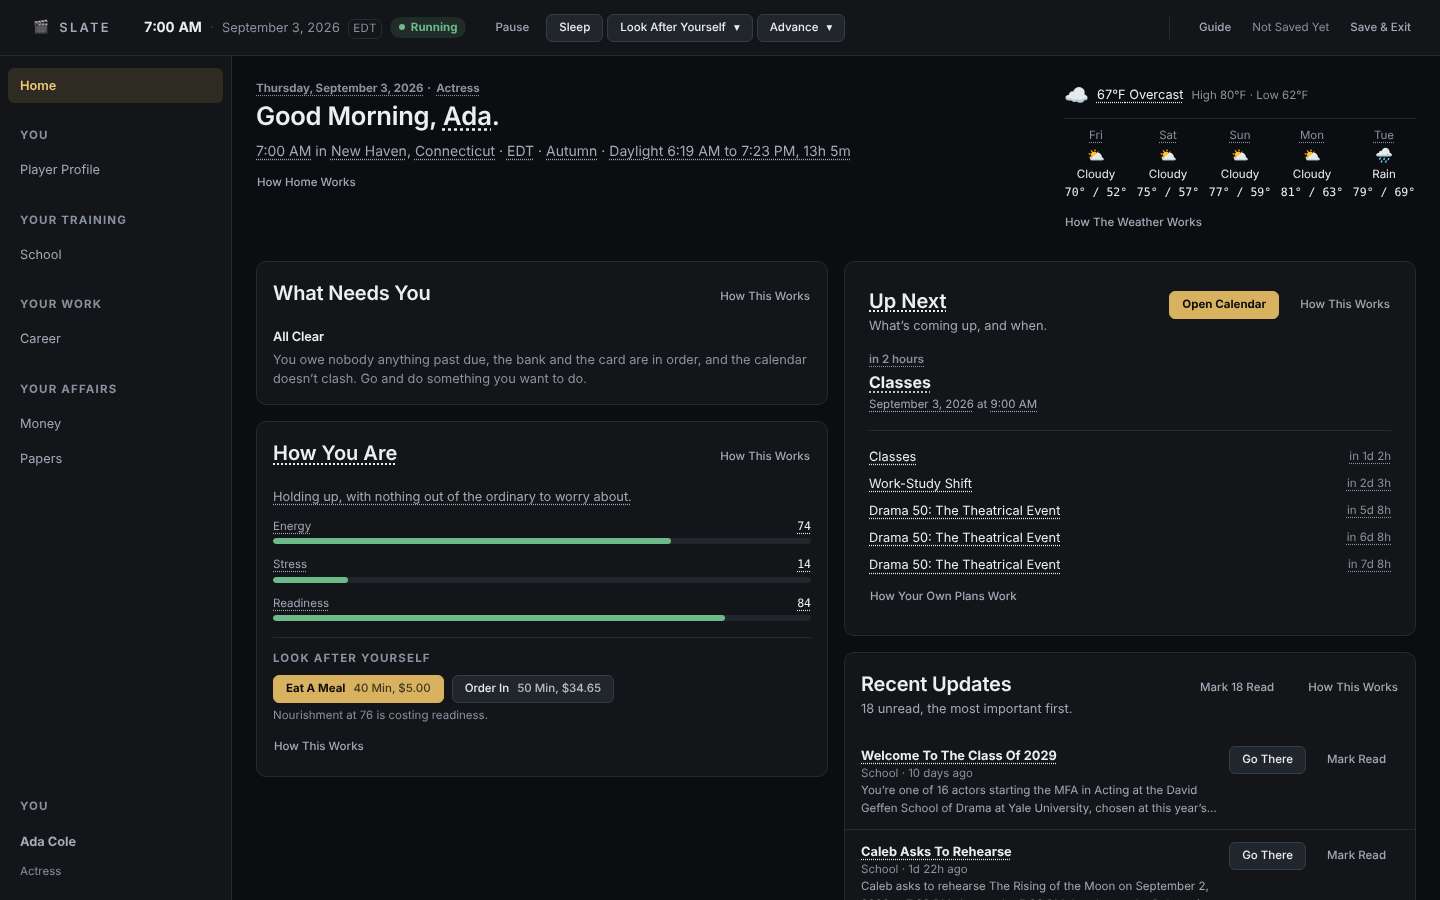 SLATE
7:00 AM · September 3, 2026 EDT Running
Pause
Sleep
Look After Yourself ▾
Advance ▾
Guide
Not Saved Yet
Save & Exit
Home
YOU
Player Profile
YOUR TRAINING
School
YOUR WORK
Career
YOUR AFFAIRS
Money
Papers
YOU
Ada Cole
Actress
Thursday, September 3, 2026 · Actress
Good Morning, Ada.
7:00 AM in New Haven, Connecticut · EDT · Autumn · Daylight 6:19 AM to 7:23 PM, 13h 5m
How Home Works
67°F Overcast High 80°F · Low 62°F
Fri Sat Sun Mon Tue
Cloudy Cloudy Cloudy Cloudy Rain
70° / 52° 75° / 57° 77° / 59° 81° / 63° 79° / 69°
How The Weather Works
What Needs You
How This Works
All Clear
You owe nobody anything past due, the bank and the card are in order, and the calendar
doesn't clash. Go and do something you want to do.
How You Are
How This Works
Holding up, with nothing out of the ordinary to worry about.
Energy 74
Stress 14
Readiness 84
LOOK AFTER YOURSELF
Eat A Meal 40 Min, $5.00
Order In 50 Min, $34.65
Nourishment at 76 is costing readiness.
How This Works
Up Next
Open Calendar
How This Works
What's coming up, and when.
in 2 hours
Classes
September 3, 2026 at 9:00 AM
Classes in 1d 2h
Work-Study Shift in 2d 3h
Drama 50: The Theatrical Event in 5d 8h
Drama 50: The Theatrical Event in 6d 8h
Drama 50: The Theatrical Event in 7d 8h
How Your Own Plans Work
Recent Updates
Mark 18 Read
How This Works
18 unread, the most important first.
Welcome To The Class Of 2029
Go There
Mark Read
School · 10 days ago
You're one of 16 actors starting the MFA in Acting at the David
Geffen School of Drama at Yale University, chosen at this year's…
Caleb Asks To Rehearse
Go There
Mark Read
School · 1d 22h ago
Caleb asks to rehearse The Rising of the Moon on September 2,